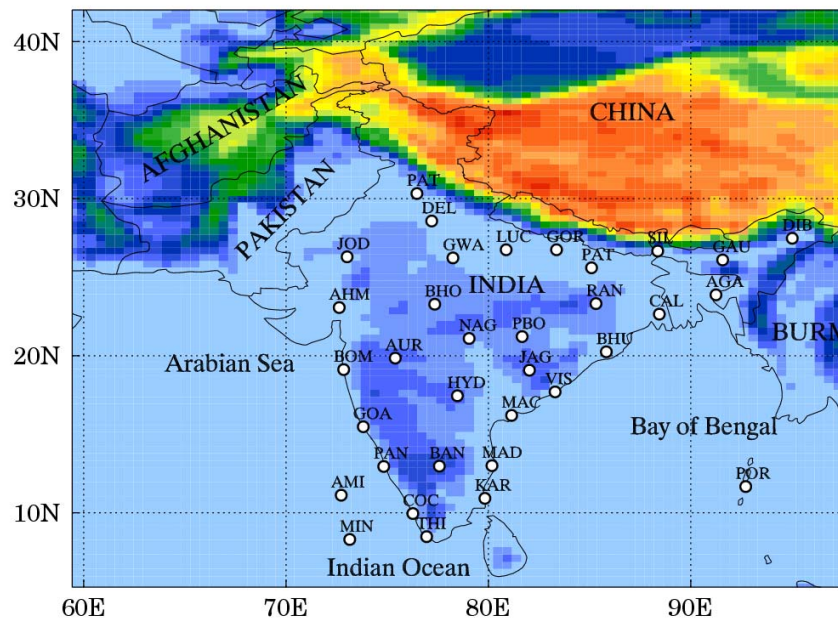 40N
CHINA
AFGHANISTAN
30N
PAT
PAKISTAN
DEL
DIB
JOD
GWA
LUC
GOR
SIL
GAU
PAT
INDIA
AHM
BHO
RAN
AGA
CAL
NAG
PBO
BURM
20N
Arabian Sea
AUR
BHU
BOM
JAG
HYD
VIS
MAC
GOA
Bay of Bengal
PAN
BAN
MAD
AMI
KAR
POR
10N
COC
MIN
THI
Indian Ocean
60E
70E
80E
90E